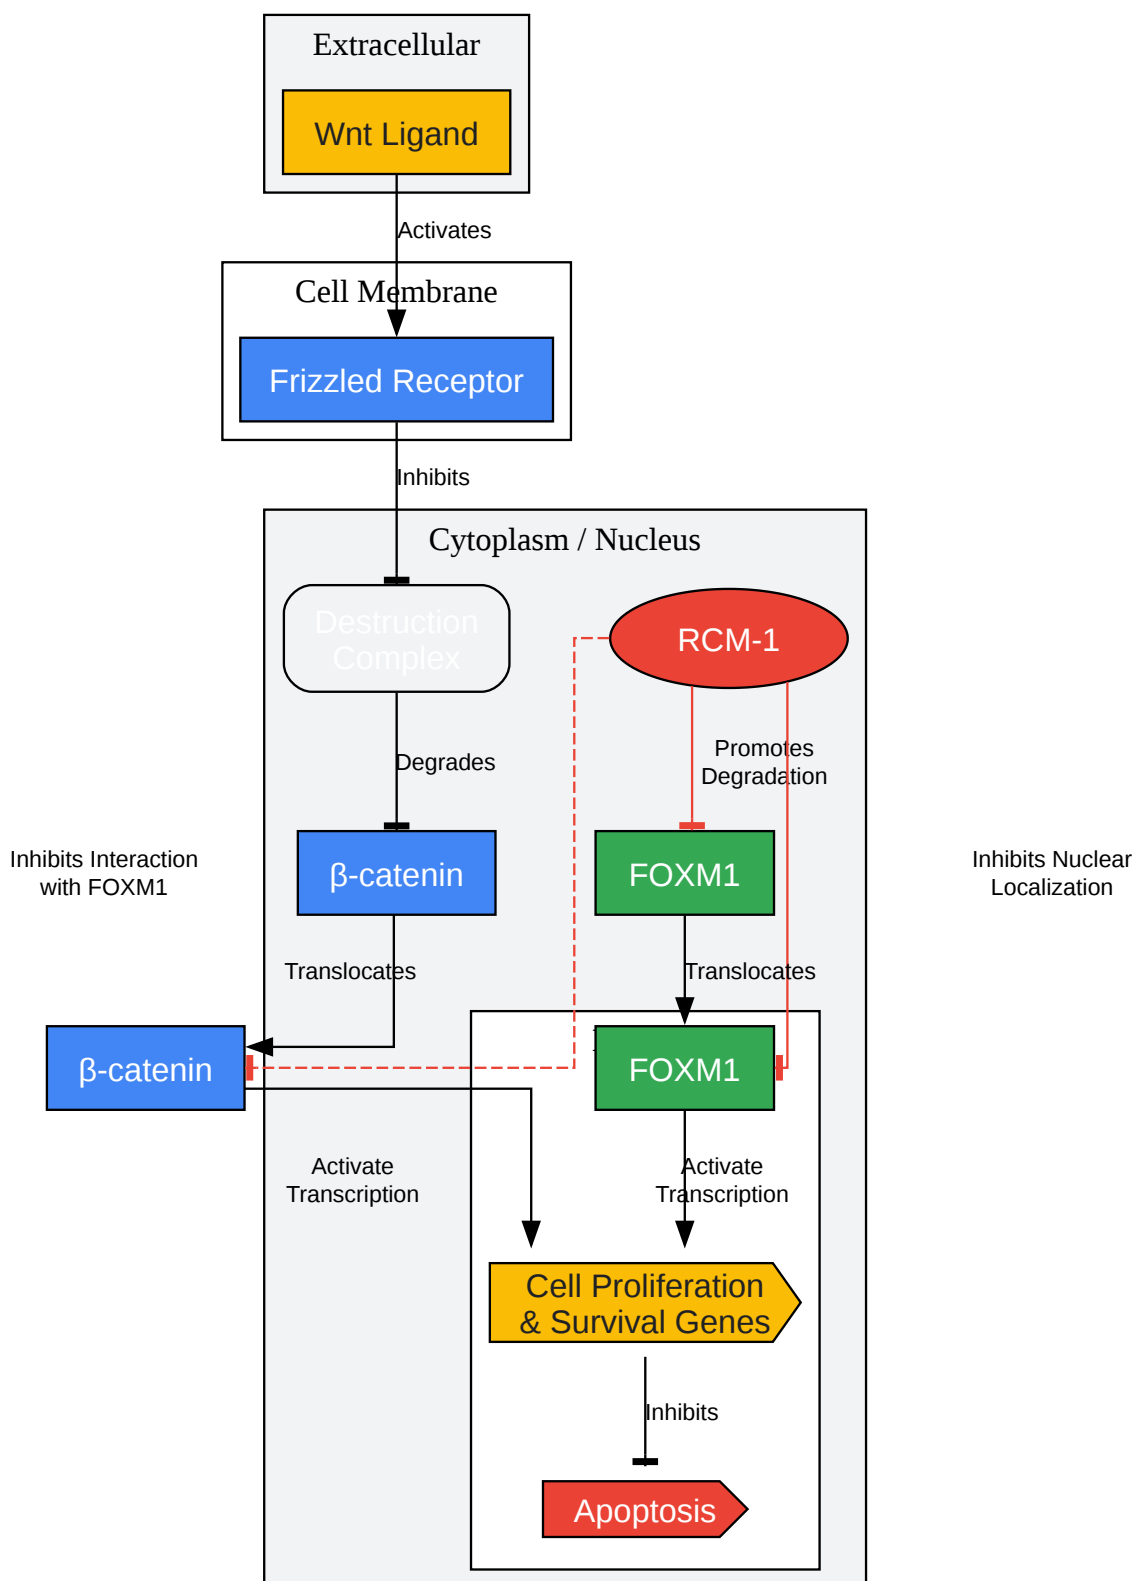 Extracellular
Wnt Ligand
Activates
Cell Membrane
Frizzled Receptor
Inhibits
Cytoplasm / Nucleus
Destruction
Complex
RCM-1
Promotes
Degradation
Degrades
Inhibits Interaction
with FOXM1
β-catenin
FOXM1
Inhibits Nuclear
Localization
Translocates
Translocates
β-catenin
FOXM1
Activate
Transcription
Activate
Transcription
Cell Proliferation
& Survival Genes
Inhibits
Apoptosis